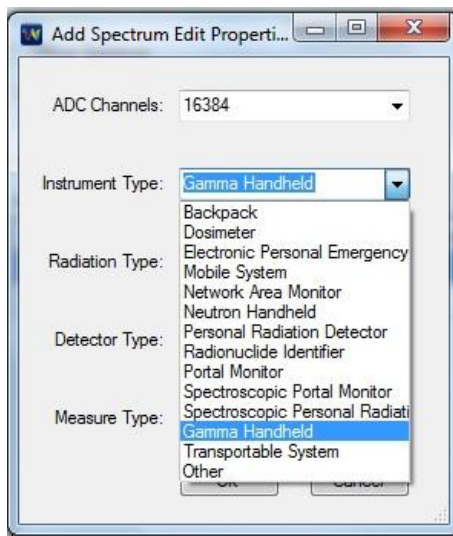 Add Spectrum Edit Properti...
ADC Channels: 16384
Instrument Type: Gamma Handheld
Backpack
Dosimeter
Electronic Personal Emergency
Radiation Type:
Mobile System
Network Area Monitor
Neutron Handheld
Detector Type:
Personal Radiation Detector
Radionuclide Identifier
Portal Monitor
Spectroscopic Portal Monitor
Measure Type:
Spectroscopic Personal Radiati
Gamma Handheld
Transportable System
Other
OK Cancel